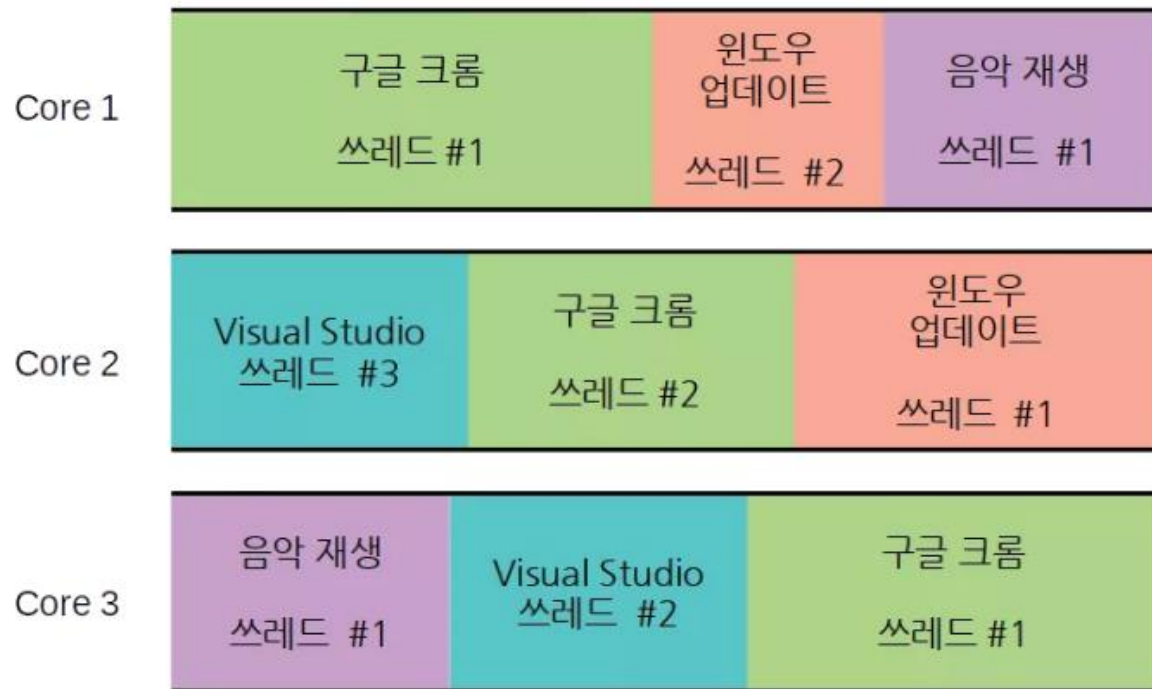 Core 1
구글 크롬
쓰레드 #1
윈도우
업데이트
쓰레드 #2
음악 재생
쓰레드 #1
Core 2
Visual Studio
쓰레드 #3
구글 크롬
쓰레드 #2
윈도우
업데이트
쓰레드 #1
Core 3
음악 재생
쓰레드 #1
Visual Studio
쓰레드 #2
구글 크롬
쓰레드 #1